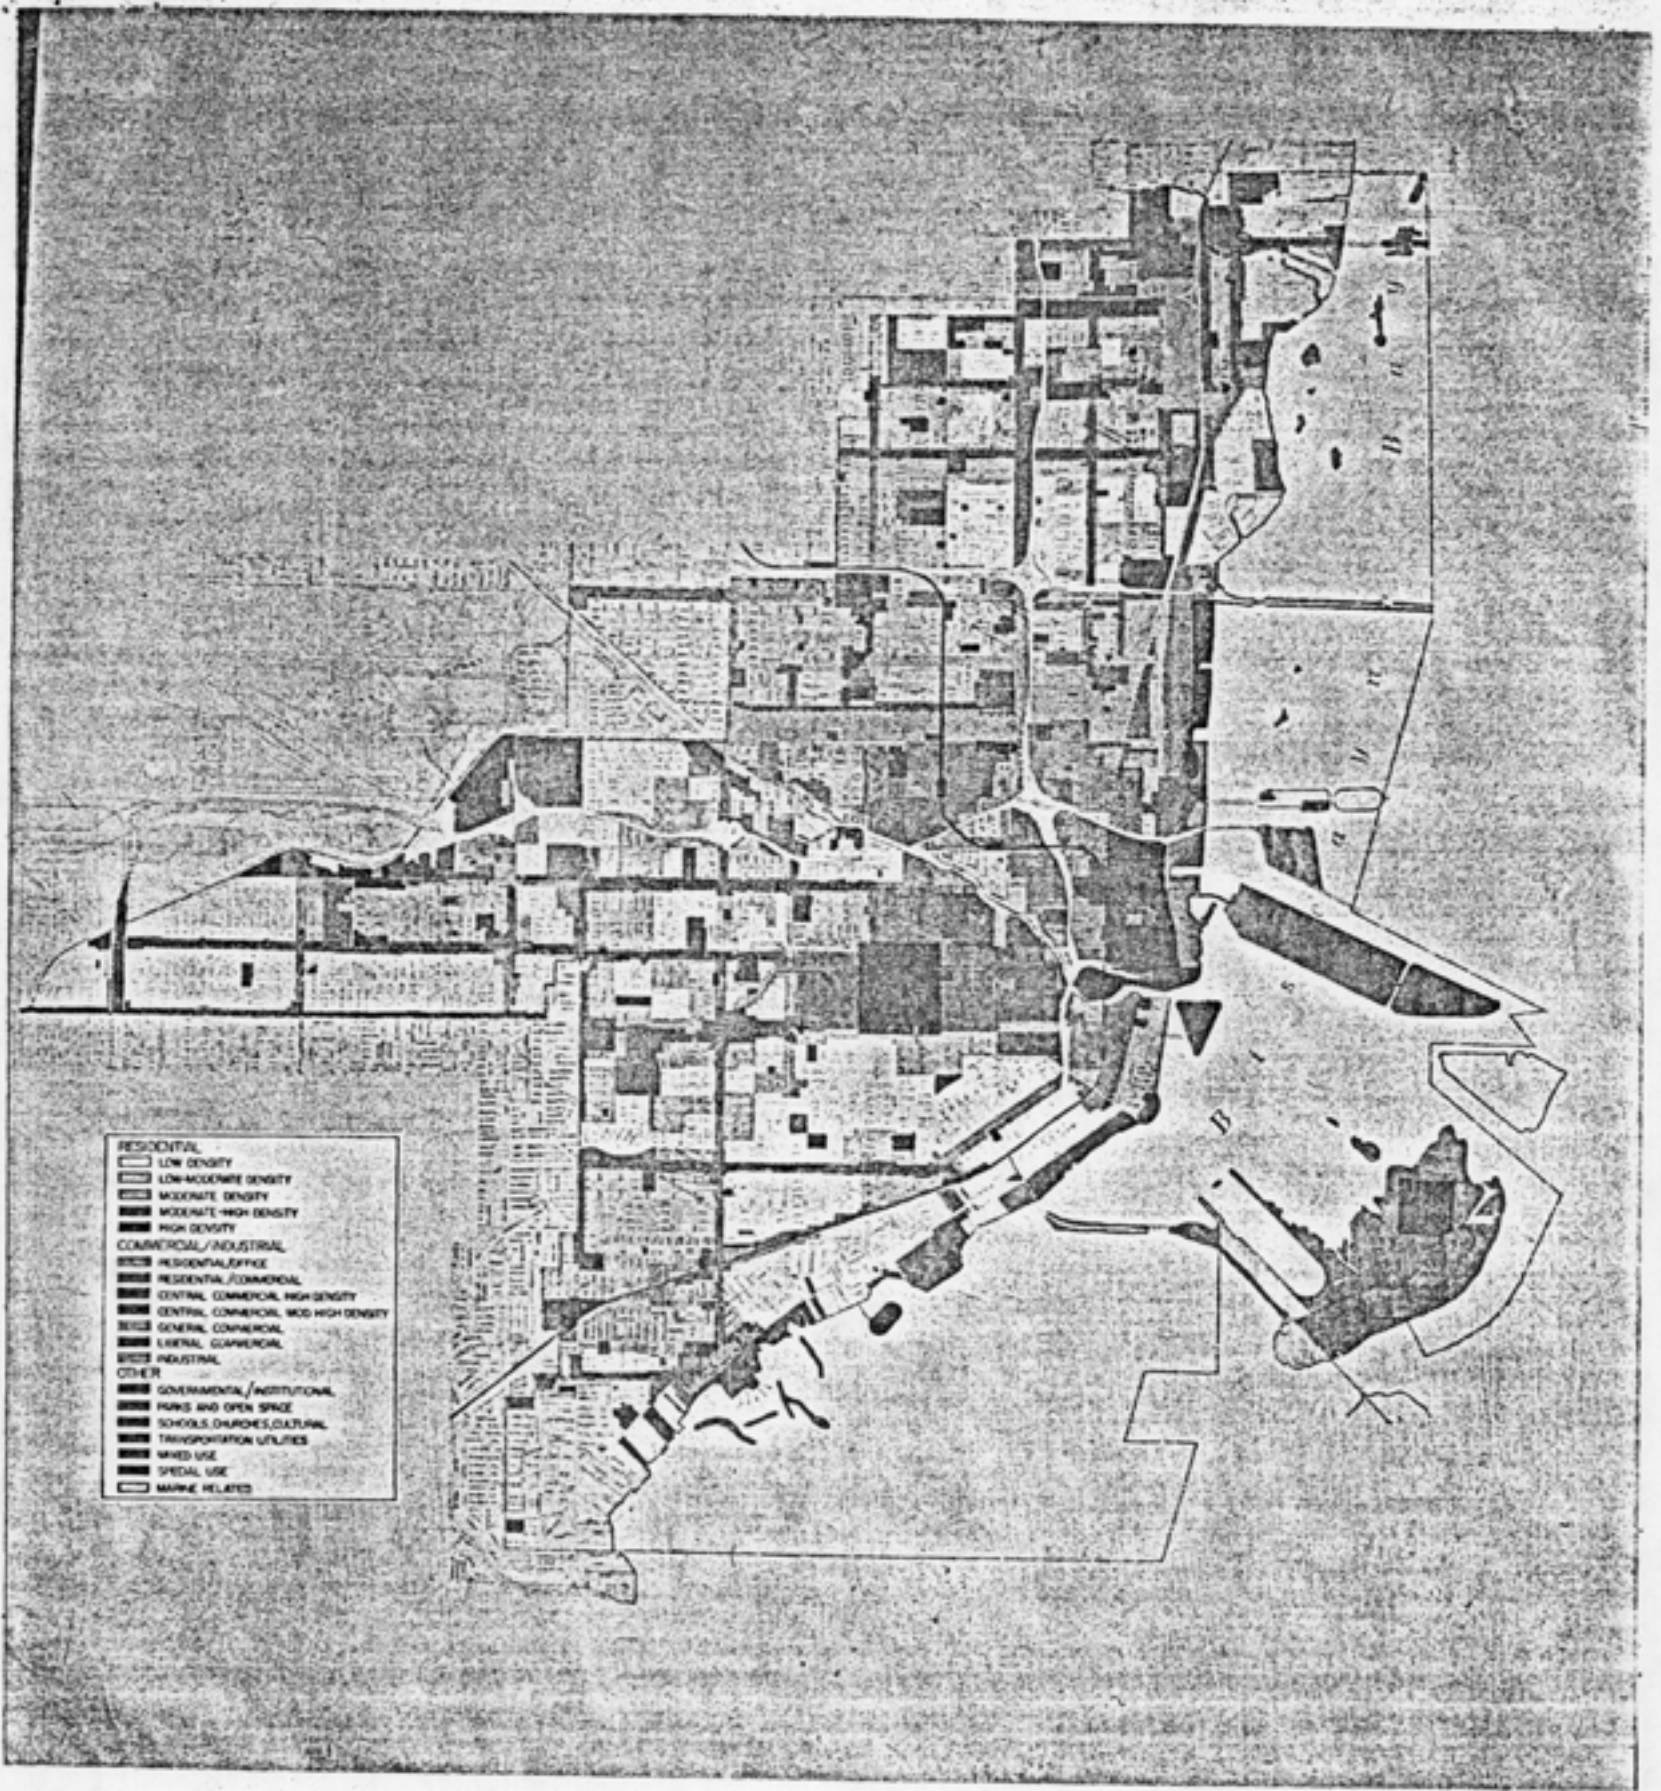 RESIDENTIAL
LOW DENSITY
LOW-MODERATE DENSITY
MODERATE DENSITY
MODERATE-HIGH DENSITY
HIGH DENSITY
COMMERCIAL/INDUSTRIAL
RESIDENTIAL/OFFICE
RESIDENTIAL/COMMERCIAL
CENTRAL COMMERCIAL HIGH DENSITY
CENTRAL COMMERCIAL MOD HIGH DENSITY
GENERAL COMMERCIAL
LIBERAL COMMERCIAL
INDUSTRIAL
OTHER
GOVERNMENTAL/INSTITUTIONAL
PARKS AND OPEN SPACE
SCHOOLS, CHURCHES, CULTURAL
TRANSPORTATION UTILITIES
MIXED USE
SPECIAL USE
MARINE RELATED
B i s c a y n e
B a y